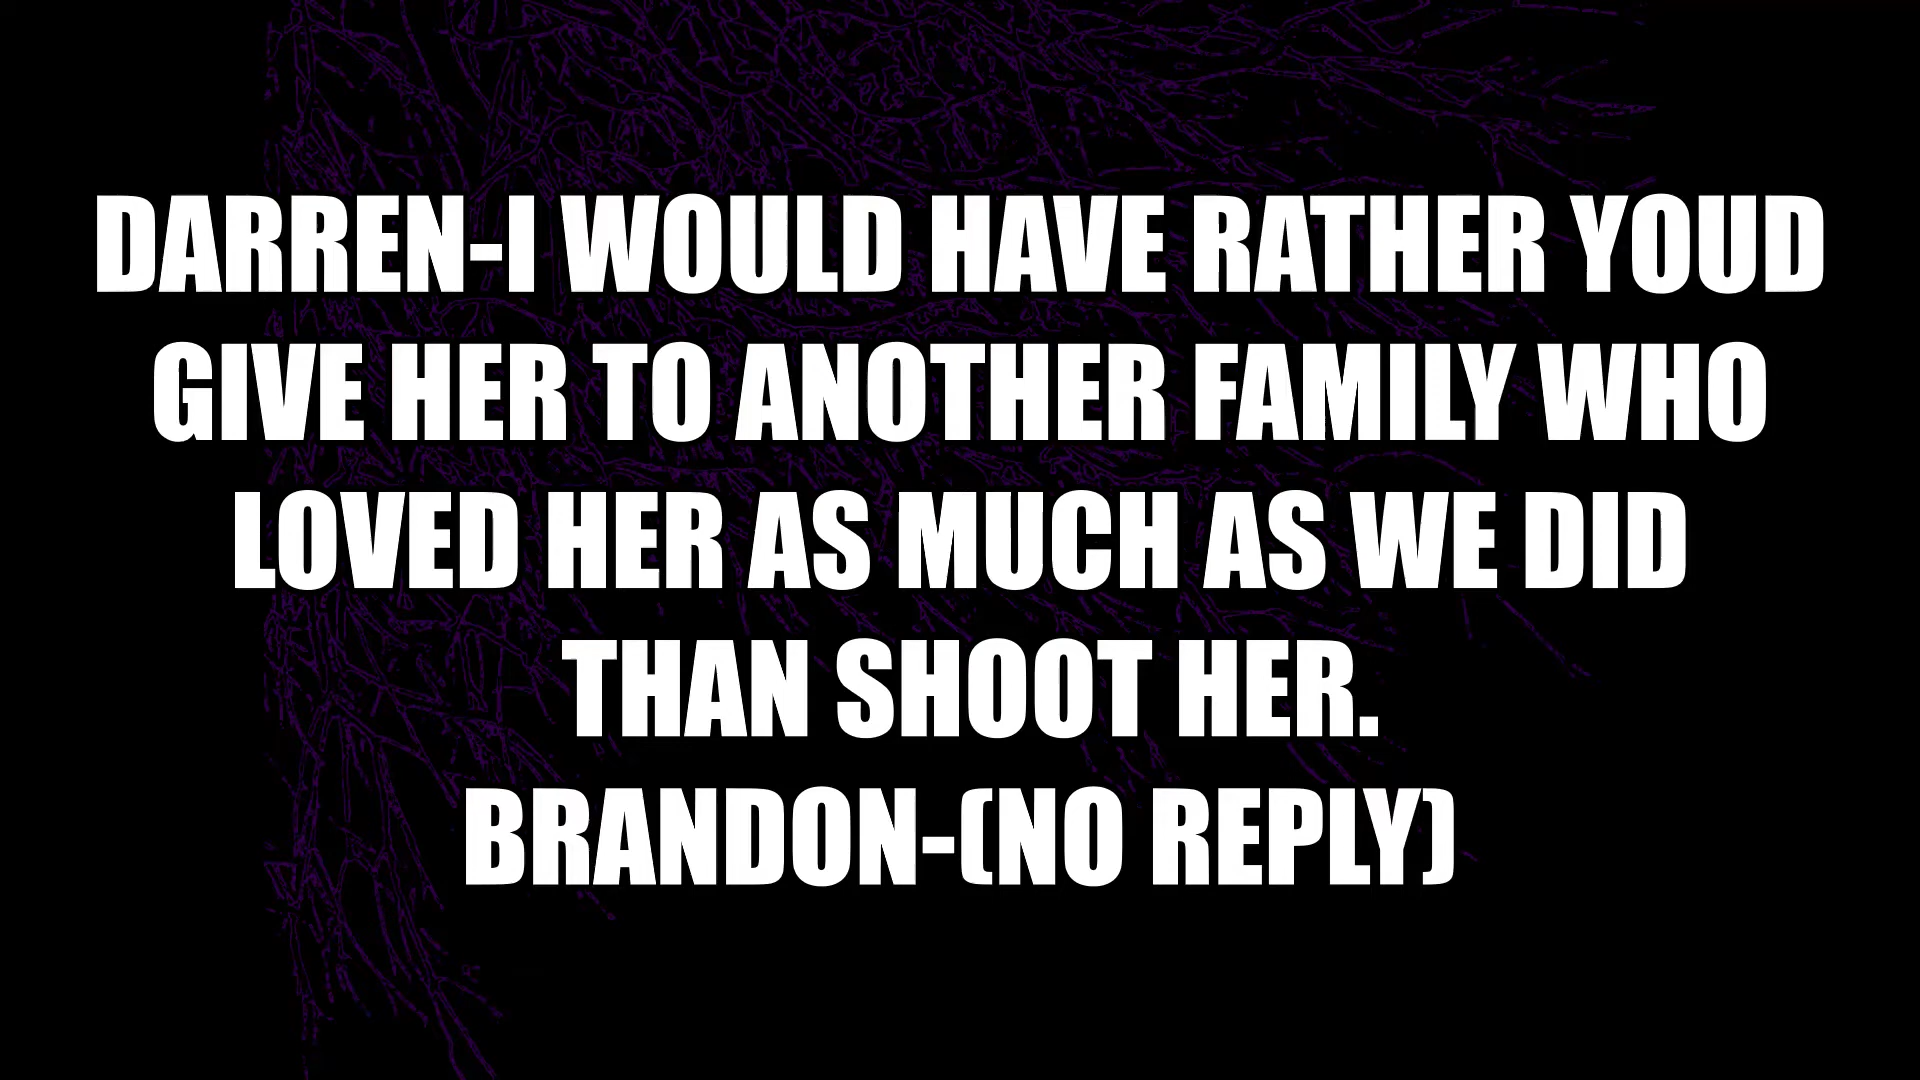 DARREN-I WOULD HAVE RATHER YOUD
GIVE HER TO ANOTHER FAMILY WHO
LOVED HER AS MUCH AS WE DID
THAN SHOOT HER.
BRANDON-(NO REPLY)